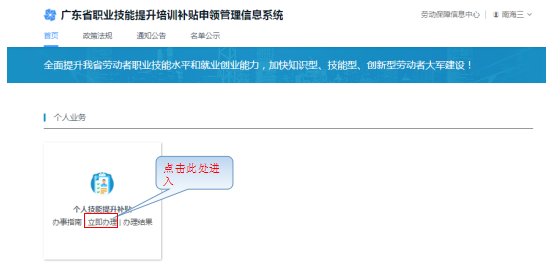 广东省职业技能提升培训补贴申领管理信息系统
劳动保障信息中心 | 南海三
首页 政策法规 通知公告 名单公示
全面提升我省劳动者职业技能水平和就业创业能力，加快知识型、技能型、创新型劳动者大军建设！
个人业务
点击此处进
入
个人技能提升补贴
办事指南 | 立即办理 | 办理结果